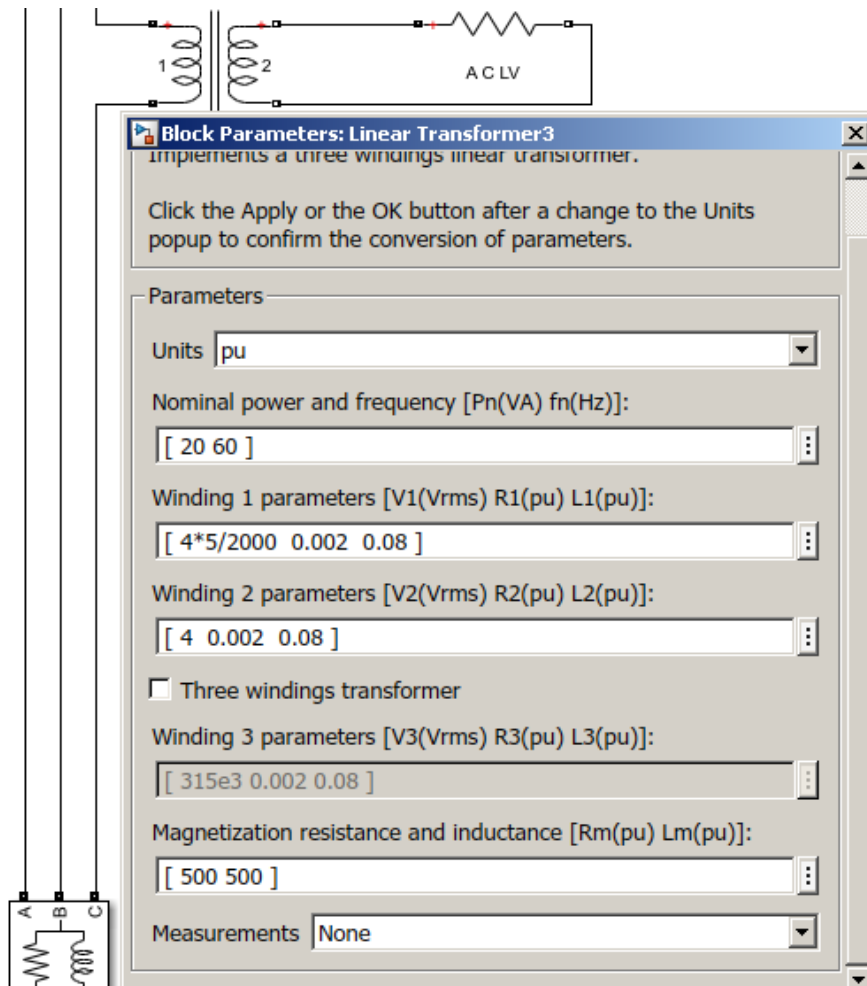 1
2
A C LV
Block Parameters: Linear Transformer3
Implements a three windings linear transformer.
Click the Apply or the OK button after a change to the Units
popup to confirm the conversion of parameters.
Parameters
Units pu
Nominal power and frequency [Pn(VA) fn(Hz)]:
[ 20 60 ]
Winding 1 parameters [V1(Vrms) R1(pu) L1(pu)]:
[ 4*5/2000 0.002 0.08 ]
Winding 2 parameters [V2(Vrms) R2(pu) L2(pu)]:
[ 4 0.002 0.08 ]
Three windings transformer
Winding 3 parameters [V3(Vrms) R3(pu) L3(pu)]:
[ 315e3 0.002 0.08 ]
Magnetization resistance and inductance [Rm(pu) Lm(pu)]:
[ 500 500 ]
A B C
Measurements None